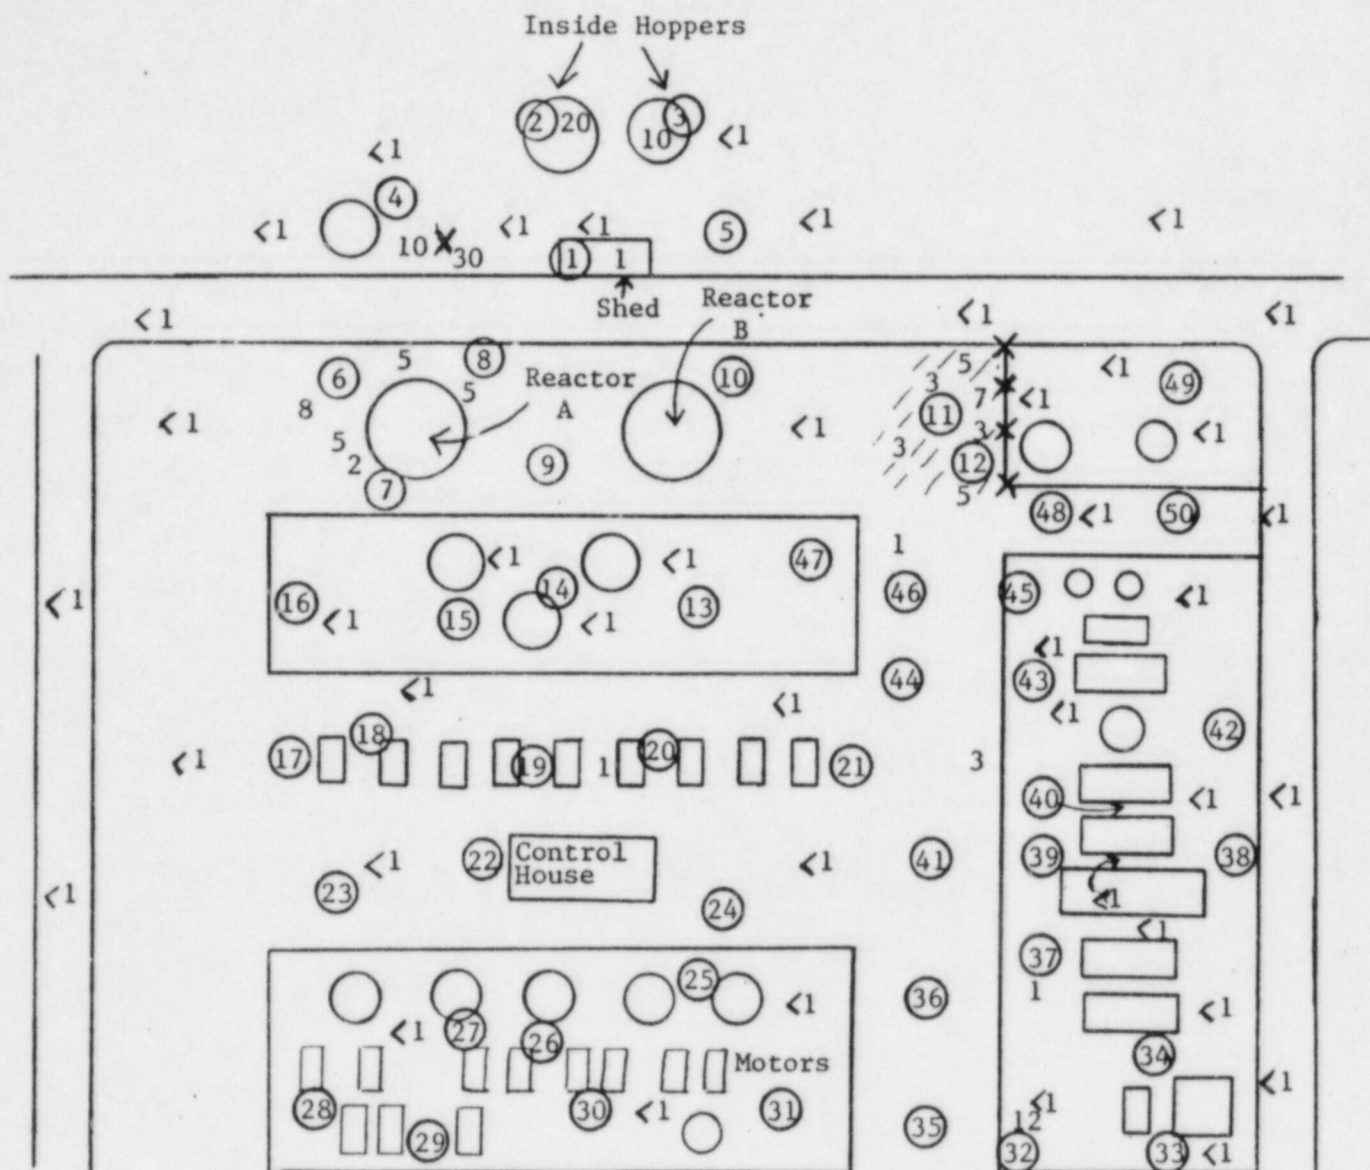 Inside Hoppers
2 20 3 10 <1
<1
4
<1 10 30 <1 <1 5 <1 <1
1 1
Shed
Reactor
B
<1 <1 <1
6 5 8 5 Reactor
A
10 5 3 7 <1 <1 49
8 <1 5 2 7 9 <1 11 3 3 12 5 <1
48 <1 50 <1
<1 <1 47 1
<1 16 <1 15 14 <1 13 46 45 <1
<1
<1 <1 44 43 <1
<1 17 18 19 1 20 21 3 42
40 <1 <1
23 <1 22 Control
House
<1 41 39 38
<1 24 <1
<1
25 <1 36 37
1 <1
<1 27 26 Motors 34
28 29 30 <1 31 35 <1 <1
12
32 33 <1